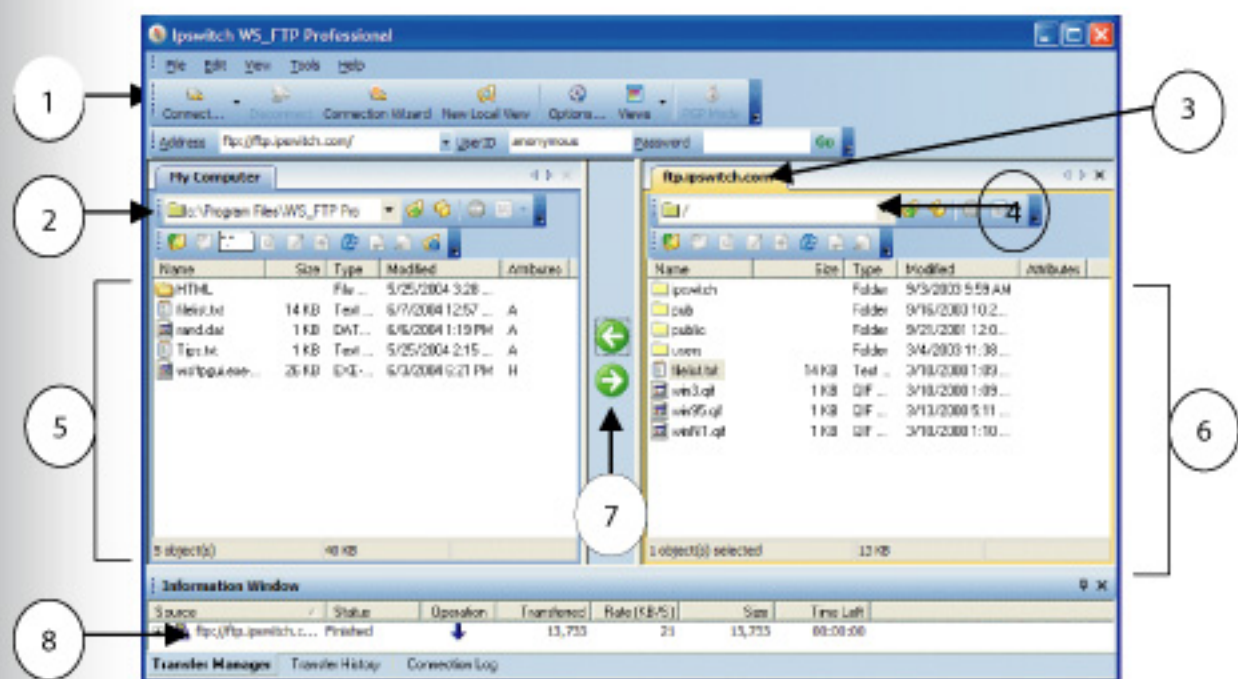 Ipswitch WS_FTP Professional
File Edit View Tools Help
Connect... Disconnect Connection Wizard New Local View Options... Views PGP Mode
Address ftp://ftp.ipswitch.com/ UserID anonymous Password Go
My Computer
c:\Program Files\WS_FTP Pro
Name Size Type Modified Attributes
HTML File ... 5/25/2004 3:28 ...
filelist.txt 14 KB Text ... 6/7/2004 12:57 ... A
rand.dat 1 KB DAT... 6/6/2004 1:19 PM A
Tips.txt 1 KB Text ... 5/25/2004 2:15 ... A
26 KB EXE-... 6/3/2004 6:21 PM H
5 object(s) 40 KB
ftp.ipswitch.com
/
Name Size Type Modified Attributes
ipswitch Folder 9/3/2003 9:59 AM
pub Folder 9/16/2003 10:2...
public Folder 9/21/2001 12:0...
users Folder 3/4/2003 11:38...
filelist.txt 14 KB Text ... 3/10/2000 1:09...
win3.gif 1 KB GIF ... 3/10/2000 1:09...
win95.gif 1 KB GIF ... 3/13/2000 5:11 ...
1 KB GIF ... 3/10/2000 1:10...
1 object(s) selected 13 KB
Information Window
Source Status Operation Transferred Rate (KB/S) Size Time Left
ftp://ftp.ipswitch.c... Finished 13,733 21 13,733 00:00:00
Transfer Manager Transfer History Connection Log
1
2
3
4
5
6
7
8